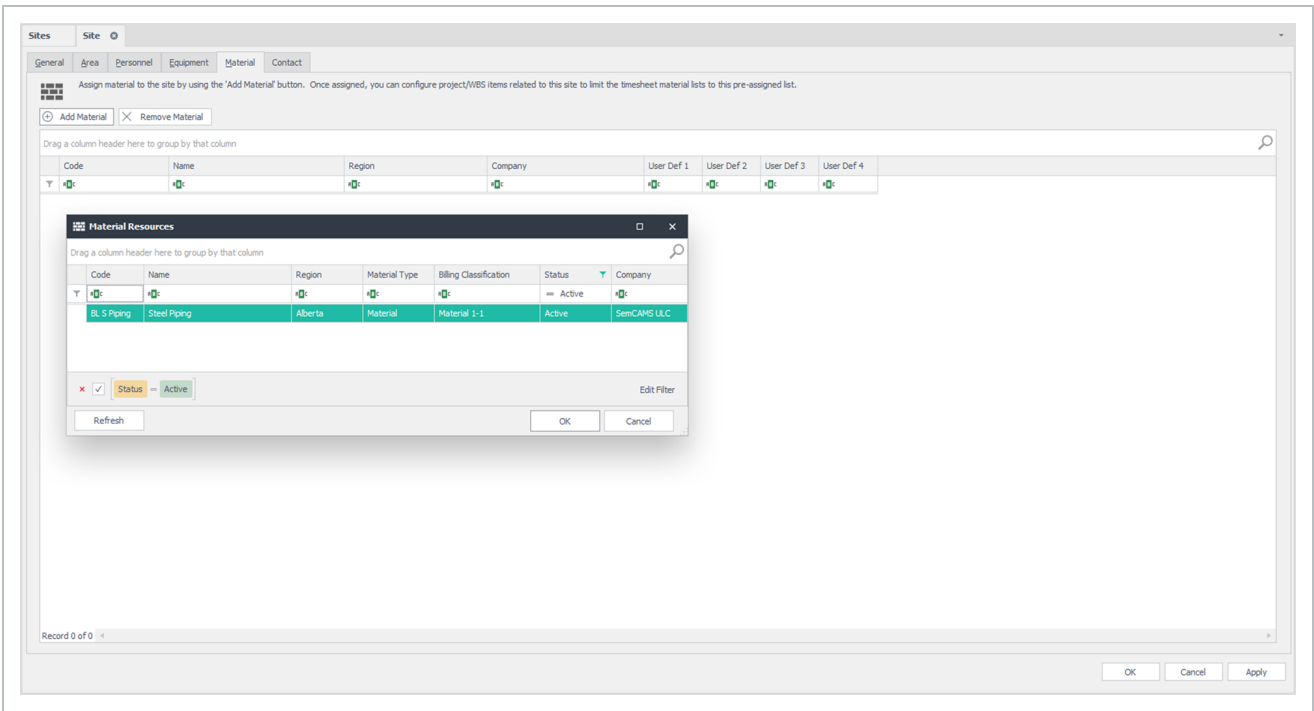 Sites Site
General Area Personnel Equipment Material Contact
Assign material to the site by using the 'Add Material' button. Once assigned, you can configure project/WBS items related to this site to limit the timesheet material lists to this pre-assigned list.
Add Material Remove Material
Drag a column header here to group by that column
Code Name Region Company User Def 1 User Def 2 User Def 3 User Def 4
Material Resources
Drag a column header here to group by that column
Code Name Region Material Type Billing Classification Status Company
= Active
BL S Piping Steel Piping Alberta Material Material 1-1 Active SemCAMS ULC
Status = Active Edit Filter
Refresh OK Cancel
Record 0 of 0
OK Cancel Apply